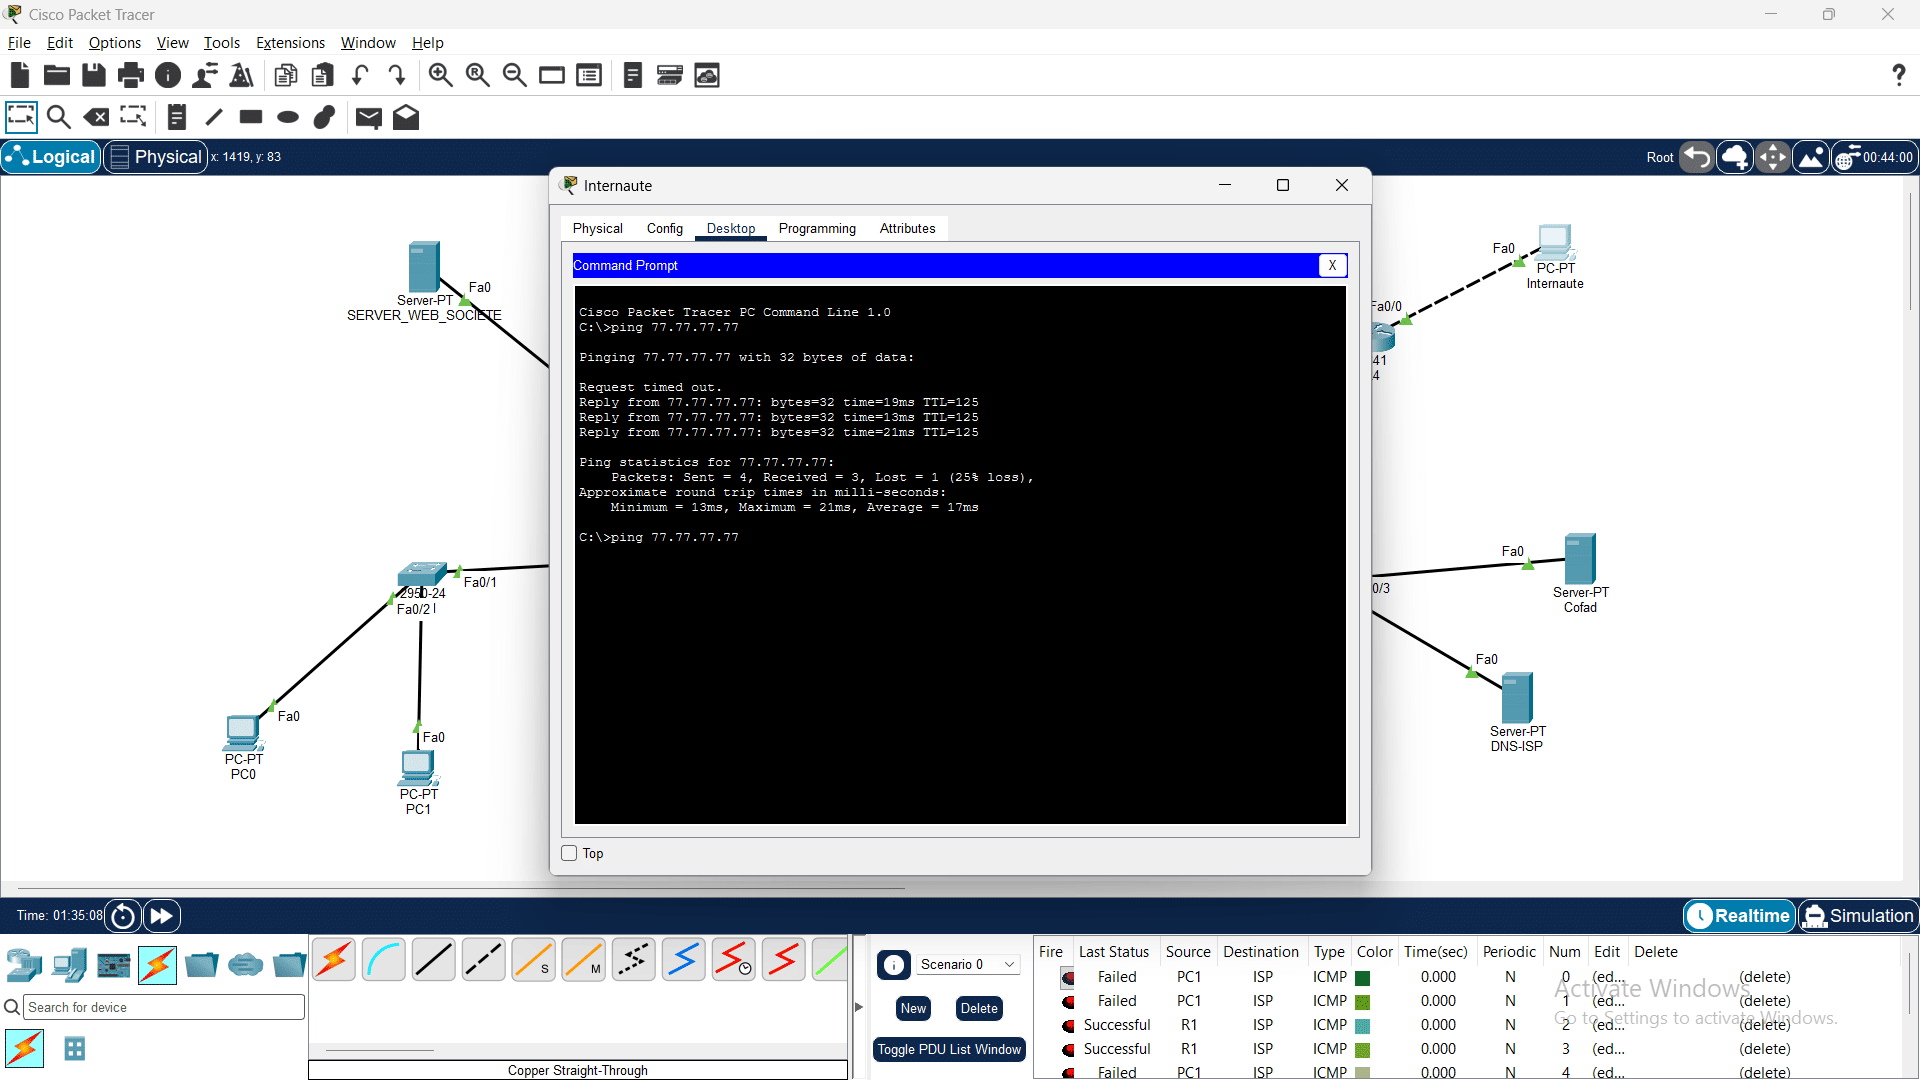 Cisco Packet Tracer
File Edit Options View Tools Extensions Window Help
Logical Physical x: 1419, y: 83 Root 00:44:00
Internaute
Physical Config Desktop Programming Attributes
Command Prompt X
Cisco Packet Tracer PC Command Line 1.0
C:\>ping 77.77.77.77
Pinging 77.77.77.77 with 32 bytes of data:
Request timed out.
Reply from 77.77.77.77: bytes=32 time=19ms TTL=125
Reply from 77.77.77.77: bytes=32 time=13ms TTL=125
Reply from 77.77.77.77: bytes=32 time=21ms TTL=125
Ping statistics for 77.77.77.77:
Packets: Sent = 4, Received = 3, Lost = 1 (25% loss),
Approximate round trip times in milli-seconds:
Minimum = 13ms, Maximum = 21ms, Average = 17ms
C:\>ping 77.77.77.77
Top
Fa0
Server-PT
SERVER_WEB_SOCIETE
Fa0/1
2950-24
Fa0/2
Fa0
PC-PT
PC0
Fa0
PC-PT
PC1
Fa0
PC-PT
Internaute
Fa0/0
41
4
Fa0
0/3
Server-PT
Cofad
Fa0
Server-PT
DNS-ISP
Time: 01:35:08 Realtime Simulation
Search for device
S M
Copper Straight-Through
Scenario 0
New Delete
Toggle PDU List Window
Fire Last Status Source Destination Type Color Time(sec) Periodic Num Edit Delete
Failed PC1 ISP ICMP 0.000 N 0 (ed... (delete)
Failed PC1 ISP ICMP 0.000 N 1 (ed... (delete)
Successful R1 ISP ICMP 0.000 N 2 (ed... (delete)
Successful R1 ISP ICMP 0.000 N 3 (ed... (delete)
Failed PC1 ISP ICMP 0.000 N 4 (ed... (delete)
Activate Windows
Go to Settings to activate Windows.